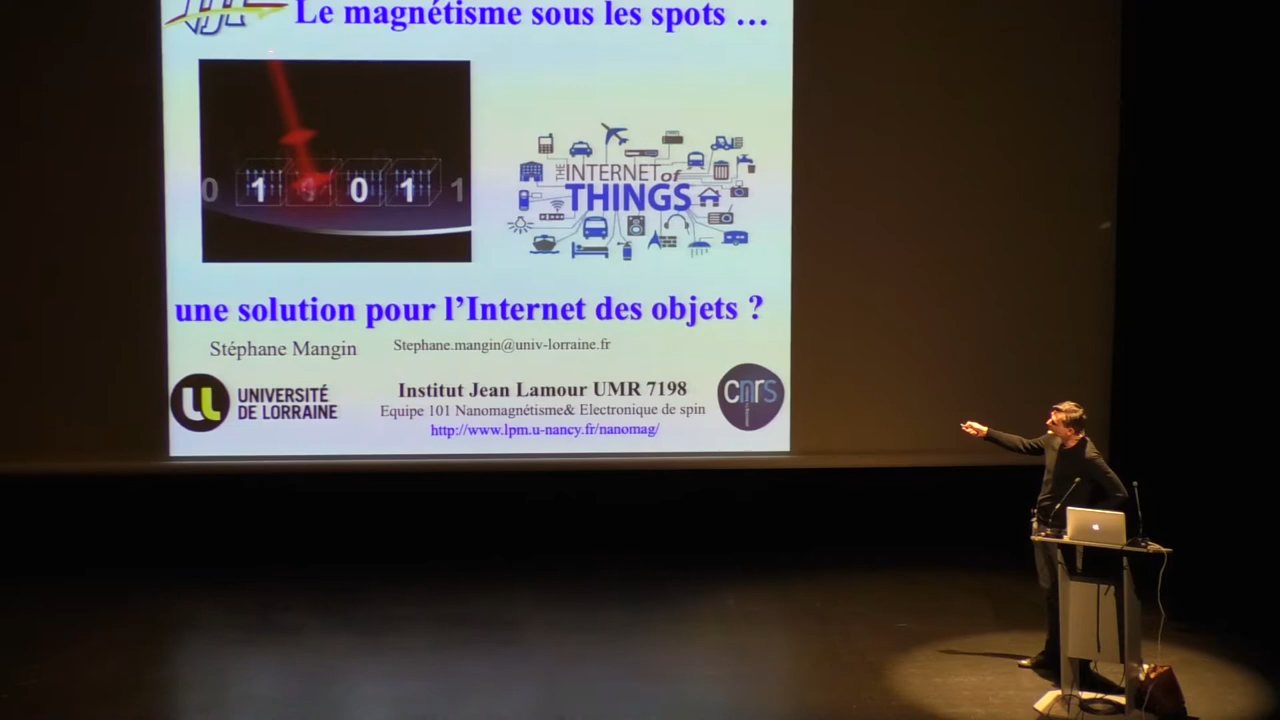 Le magnétisme sous les spots …
0 1 0 1 1
THE INTERNET of
THINGS
une solution pour l'Internet des objets ?
Stéphane Mangin
Stephane.mangin@univ-lorraine.fr
UNIVERSITÉ
DE LORRAINE
Institut Jean Lamour UMR 7198
Equipe 101 Nanomagnétisme& Electronique de spin
http://www.lpm.u-nancy.fr/nanomag/
cnrs